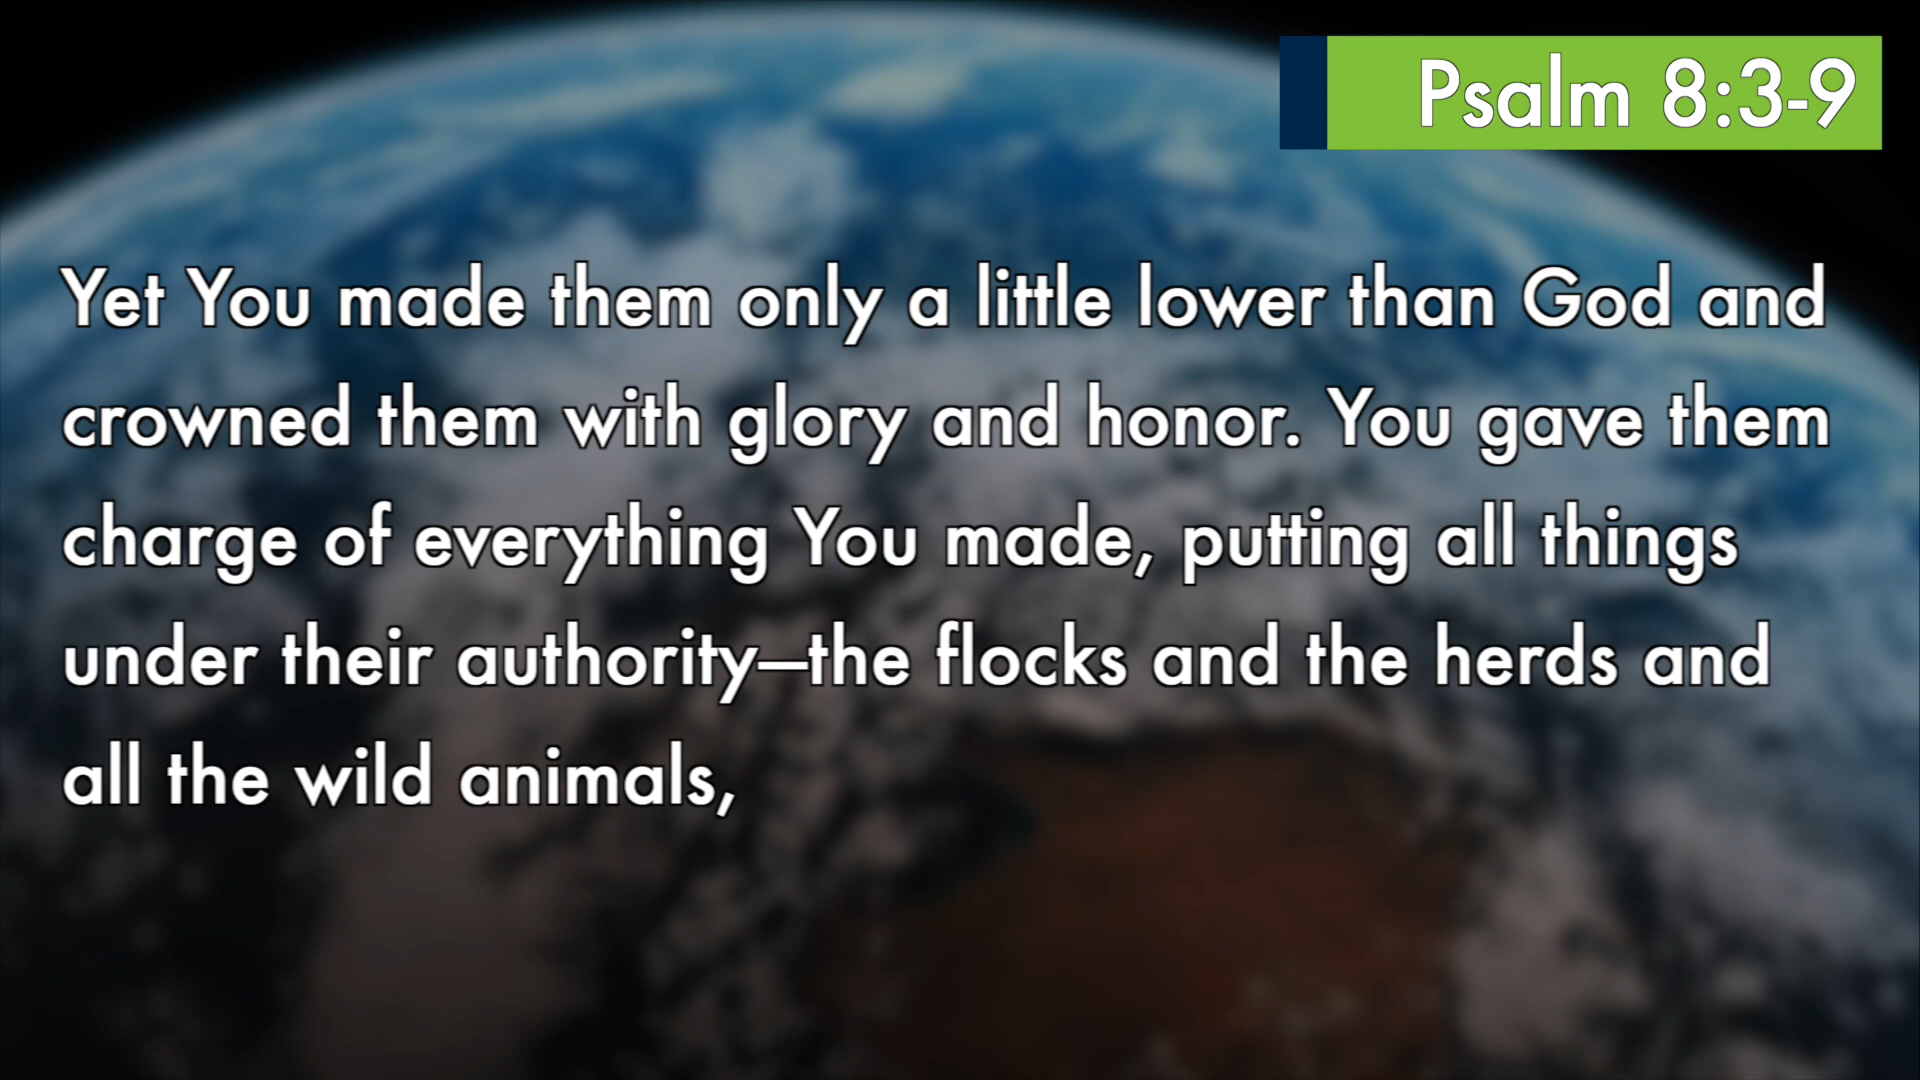 Psalm 8:3-9
Yet You made them only a little lower than God and
crowned them with glory and honor. You gave them
charge of everything You made, putting all things
under their authority—the flocks and the herds and
all the wild animals,